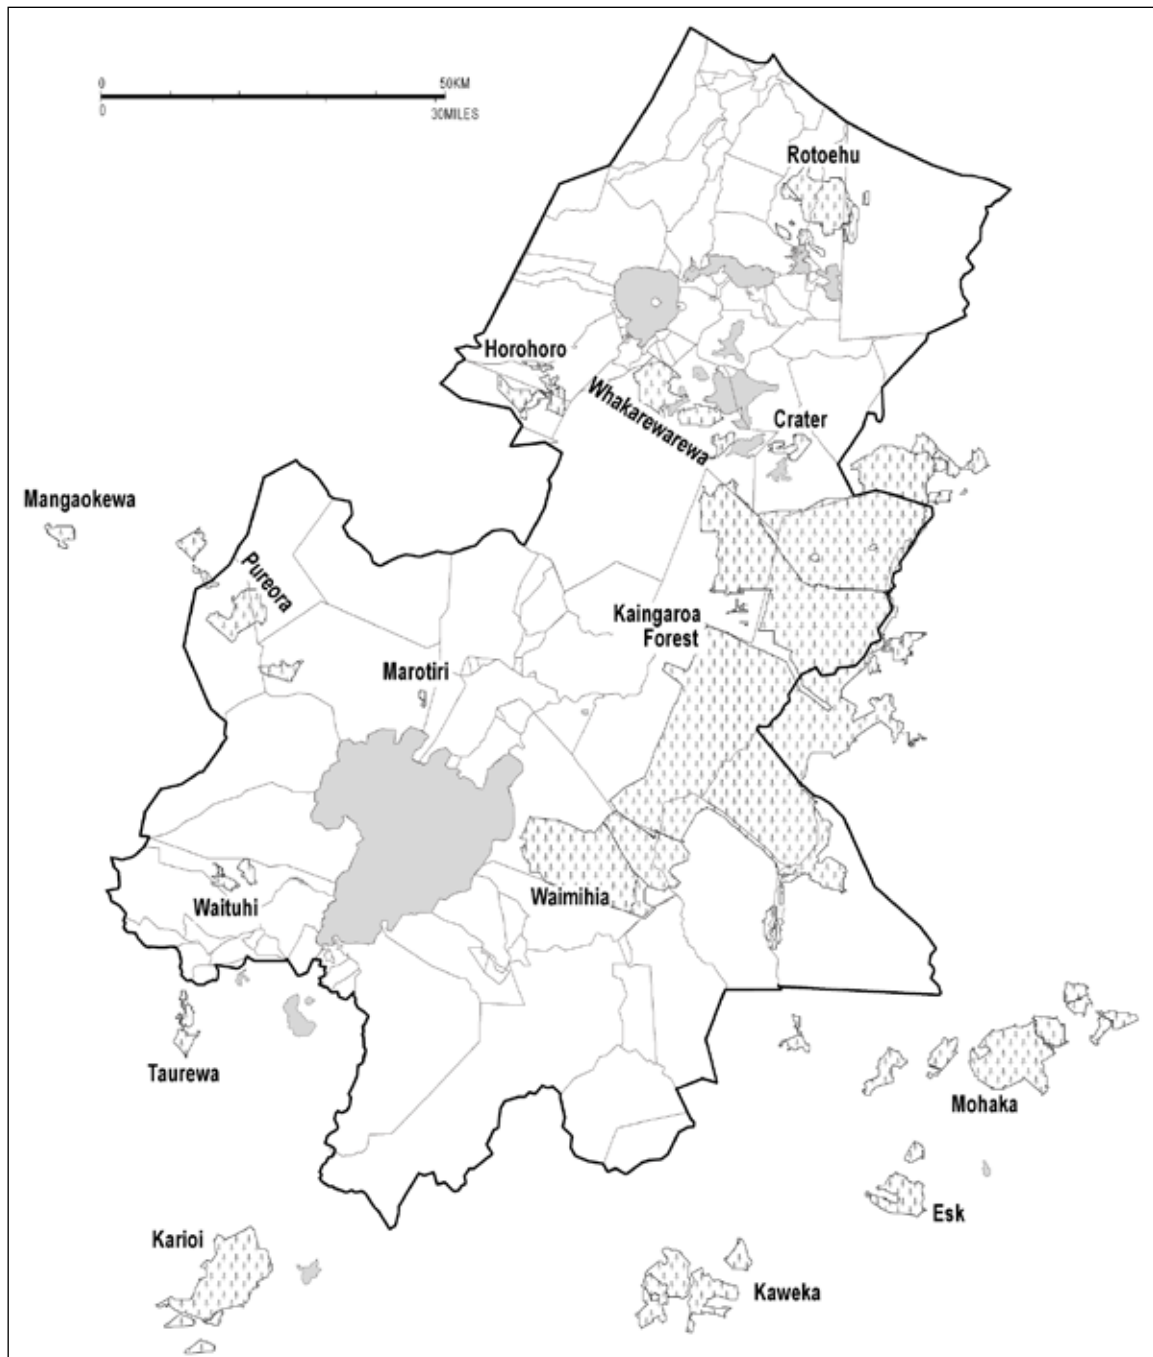 0 50KM
0 30MILES
Rotoehu
Horohoro
Whakarewarewa
Crater
Mangaokewa
Pureora
Kaingaroa
Forest
Marotiri
Waimihia
Waituhi
Taurewa
Mohaka
Esk
Karioi
Kaweka